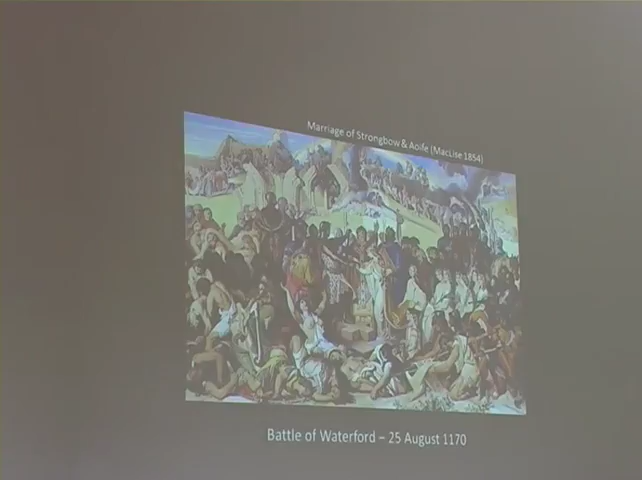 Marriage of Strongbow & Aoife (MacLise 1854)
Battle of Waterford – 25 August 1170